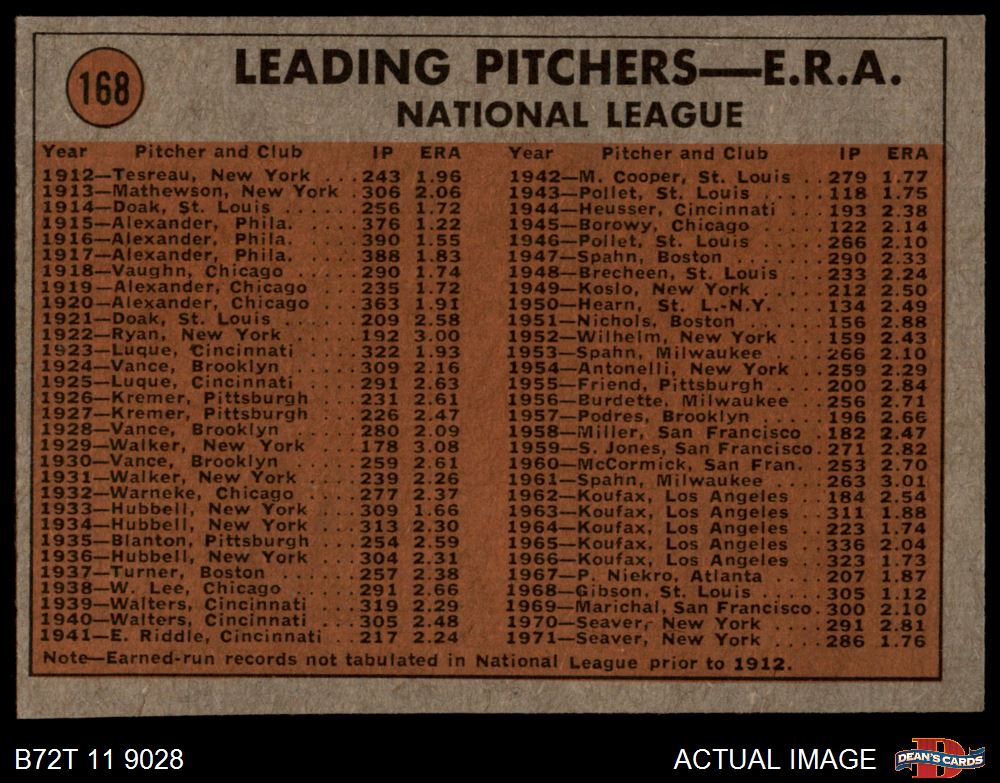 168
LEADING PITCHERS—E.R.A.
NATIONAL LEAGUE
Year Pitcher and Club IP ERA
1912—Tesreau, New York ... 243 1.96
1913—Mathewson, New York . 306 2.06
1914—Doak, St. Louis ...... 256 1.72
1915—Alexander, Phila. .... 376 1.22
1916—Alexander, Phila. .... 390 1.55
1917—Alexander, Phila. .... 388 1.83
1918—Vaughn, Chicago ..... 290 1.74
1919—Alexander, Chicago ... 235 1.72
1920—Alexander, Chicago ... 363 1.91
1921—Doak, St. Louis ...... 209 2.58
1922—Ryan, New York ..... 192 3.00
1923—Luque, Cincinnati .... 322 1.93
1924—Vance, Brooklyn ..... 309 2.16
1925—Luque, Cincinnati .... 291 2.63
1926—Kremer, Pittsburgh ... 231 2.61
1927—Kremer, Pittsburgh ... 226 2.47
1928—Vance, Brooklyn ..... 280 2.09
1929—Walker, New York .... 178 3.08
1930—Vance, Brooklyn ..... 259 2.61
1931—Walker, New York .... 239 2.26
1932—Warneke, Chicago .... 277 2.37
1933—Hubbell, New York ... 309 1.66
1934—Hubbell, New York ... 313 2.30
1935—Blanton, Pittsburgh ... 254 2.59
1936—Hubbell, New York ... 304 2.31
1937—Turner, Boston ...... 257 2.38
1938—W. Lee, Chicago ..... 291 2.66
1939—Walters, Cincinnati ... 319 2.29
1940—Walters, Cincinnati ... 305 2.48
1941—E. Riddle, Cincinnati .. 217 2.24
Year Pitcher and Club IP ERA
1942—M. Cooper, St. Louis .. 279 1.77
1943—Pollet, St. Louis ..... 118 1.75
1944—Heusser, Cincinnati ... 193 2.38
1945—Borowy, Chicago ..... 122 2.14
1946—Pollet, St. Louis ..... 266 2.10
1947—Spahn, Boston ...... 290 2.33
1948—Brecheen, St. Louis ... 233 2.24
1949—Koslo, New York ..... 212 2.50
1950—Hearn, St. L.-N.Y. .... 134 2.49
1951—Nichols, Boston ...... 156 2.88
1952—Wilhelm, New York ... 159 2.43
1953—Spahn, Milwaukee .... 266 2.10
1954—Antonelli, New York .. 259 2.29
1955—Friend, Pittsburgh .... 200 2.84
1956—Burdette, Milwaukee .. 256 2.71
1957—Podres, Brooklyn ..... 196 2.66
1958—Miller, San Francisco . 182 2.47
1959—S. Jones, San Francisco . 271 2.82
1960—McCormick, San Fran. . 253 2.70
1961—Spahn, Milwaukee .... 263 3.01
1962—Koufax, Los Angeles .. 184 2.54
1963—Koufax, Los Angeles .. 311 1.88
1964—Koufax, Los Angeles .. 223 1.74
1965—Koufax, Los Angeles .. 336 2.04
1966—Koufax, Los Angeles .. 323 1.73
1967—P. Niekro, Atlanta .... 207 1.87
1968—Gibson, St. Louis .... 305 1.12
1969—Marichal, San Francisco . 300 2.10
1970—Seaver, New York .... 291 2.81
1971—Seaver, New York .... 286 1.76
Note—Earned-run records not tabulated in National League prior to 1912.
B72T 11 9028 ACTUAL IMAGE
D
DEAN'S CARDS